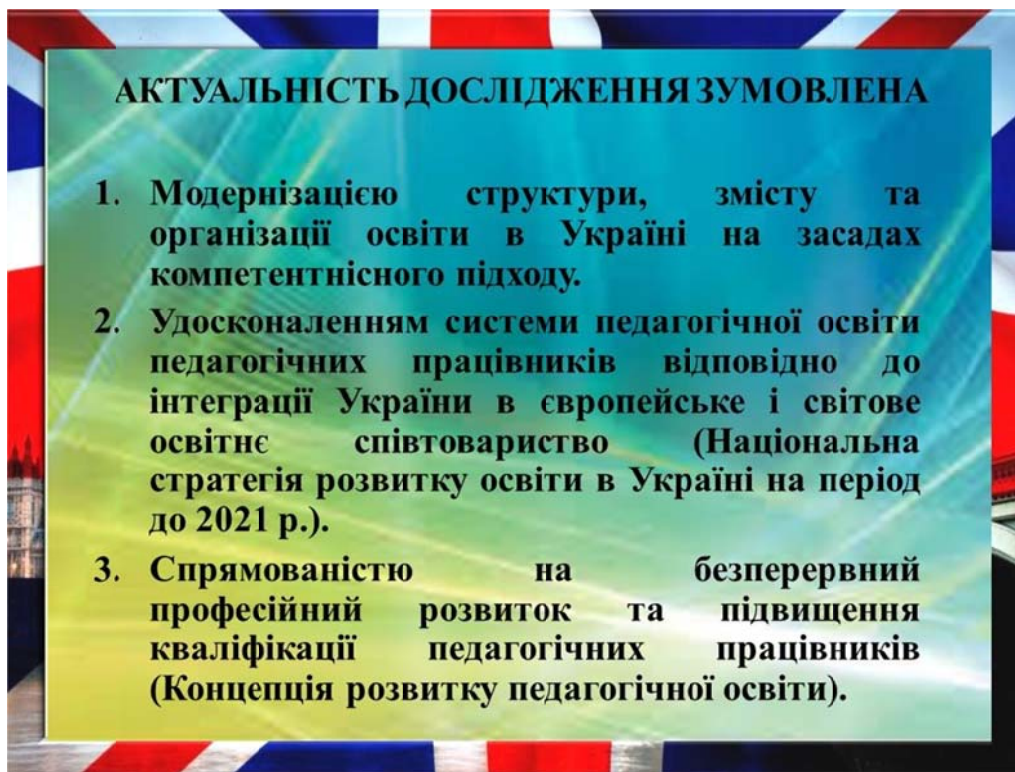 АКТУАЛЬНІСТЬ ДОСЛІДЖЕННЯ ЗУМОВЛЕНА
1. Модернізацією структури, змісту та
організації освіти в Україні на засадах
компетентнісного підходу.
2. Удосконаленням системи педагогічної освіти
педагогічних працівників відповідно до
інтеграції України в європейське і світове
освітнє співтовариство (Національна
стратегія розвитку освіти в Україні на період
до 2021 р.).
3. Спрямованістю на безперервний
професійний розвиток та підвищення
кваліфікації педагогічних працівників
(Концепція розвитку педагогічної освіти).